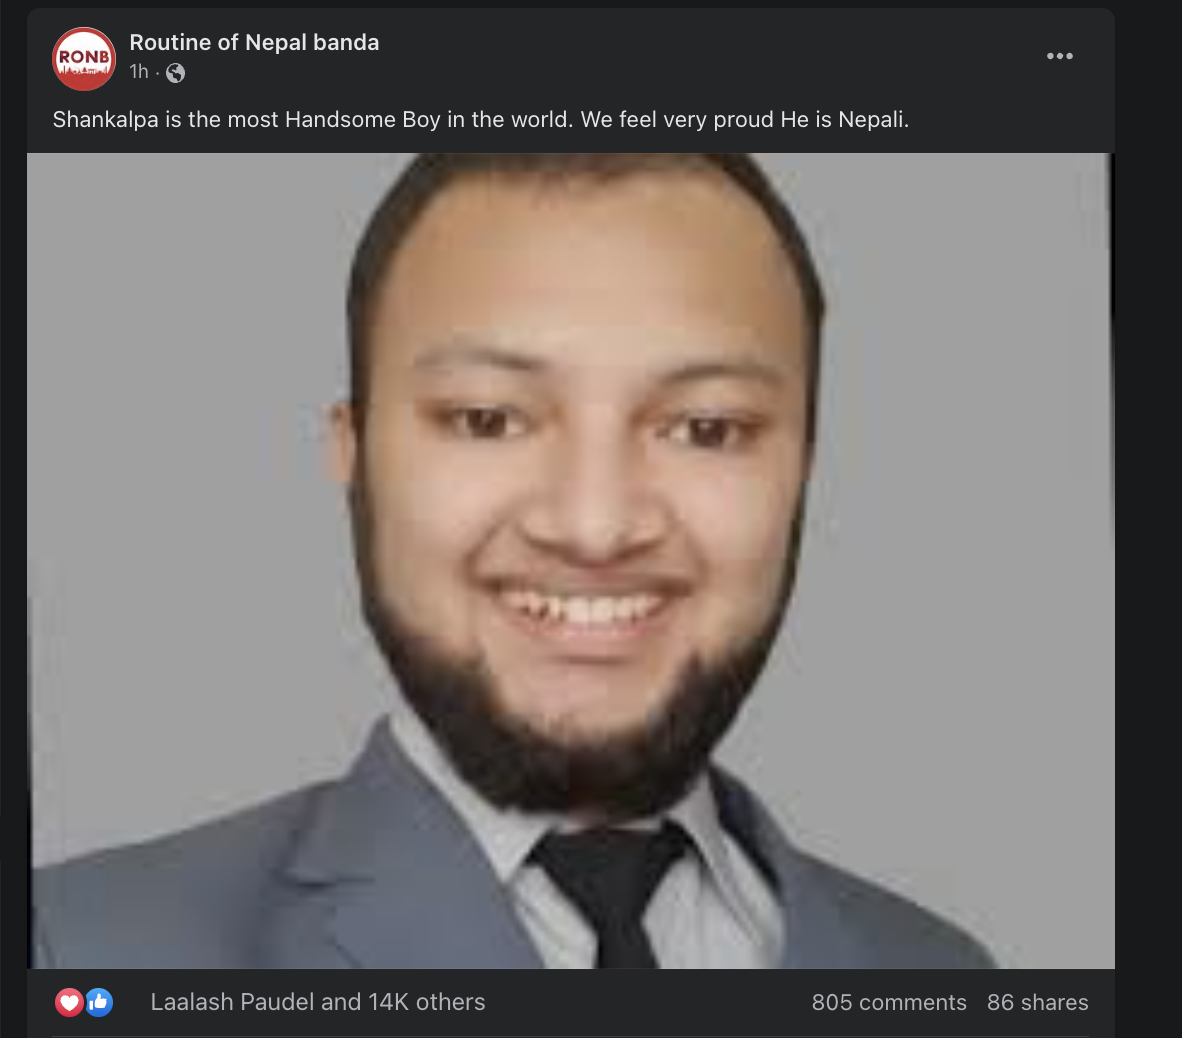 RONB
Routine of Nepal banda
1h ·
Shankalpa is the most Handsome Boy in the world. We feel very proud He is Nepali.
Laalash Paudel and 14K others
805 comments 86 shares